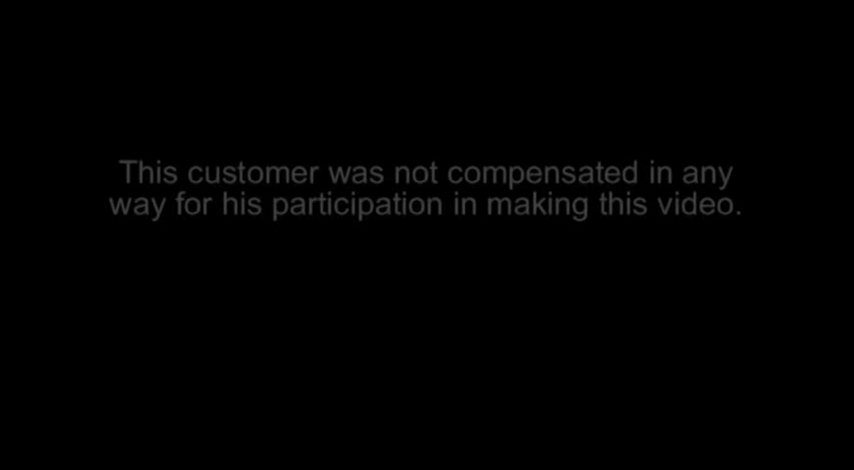 This customer was not compensated in any
way for his participation in making this video.